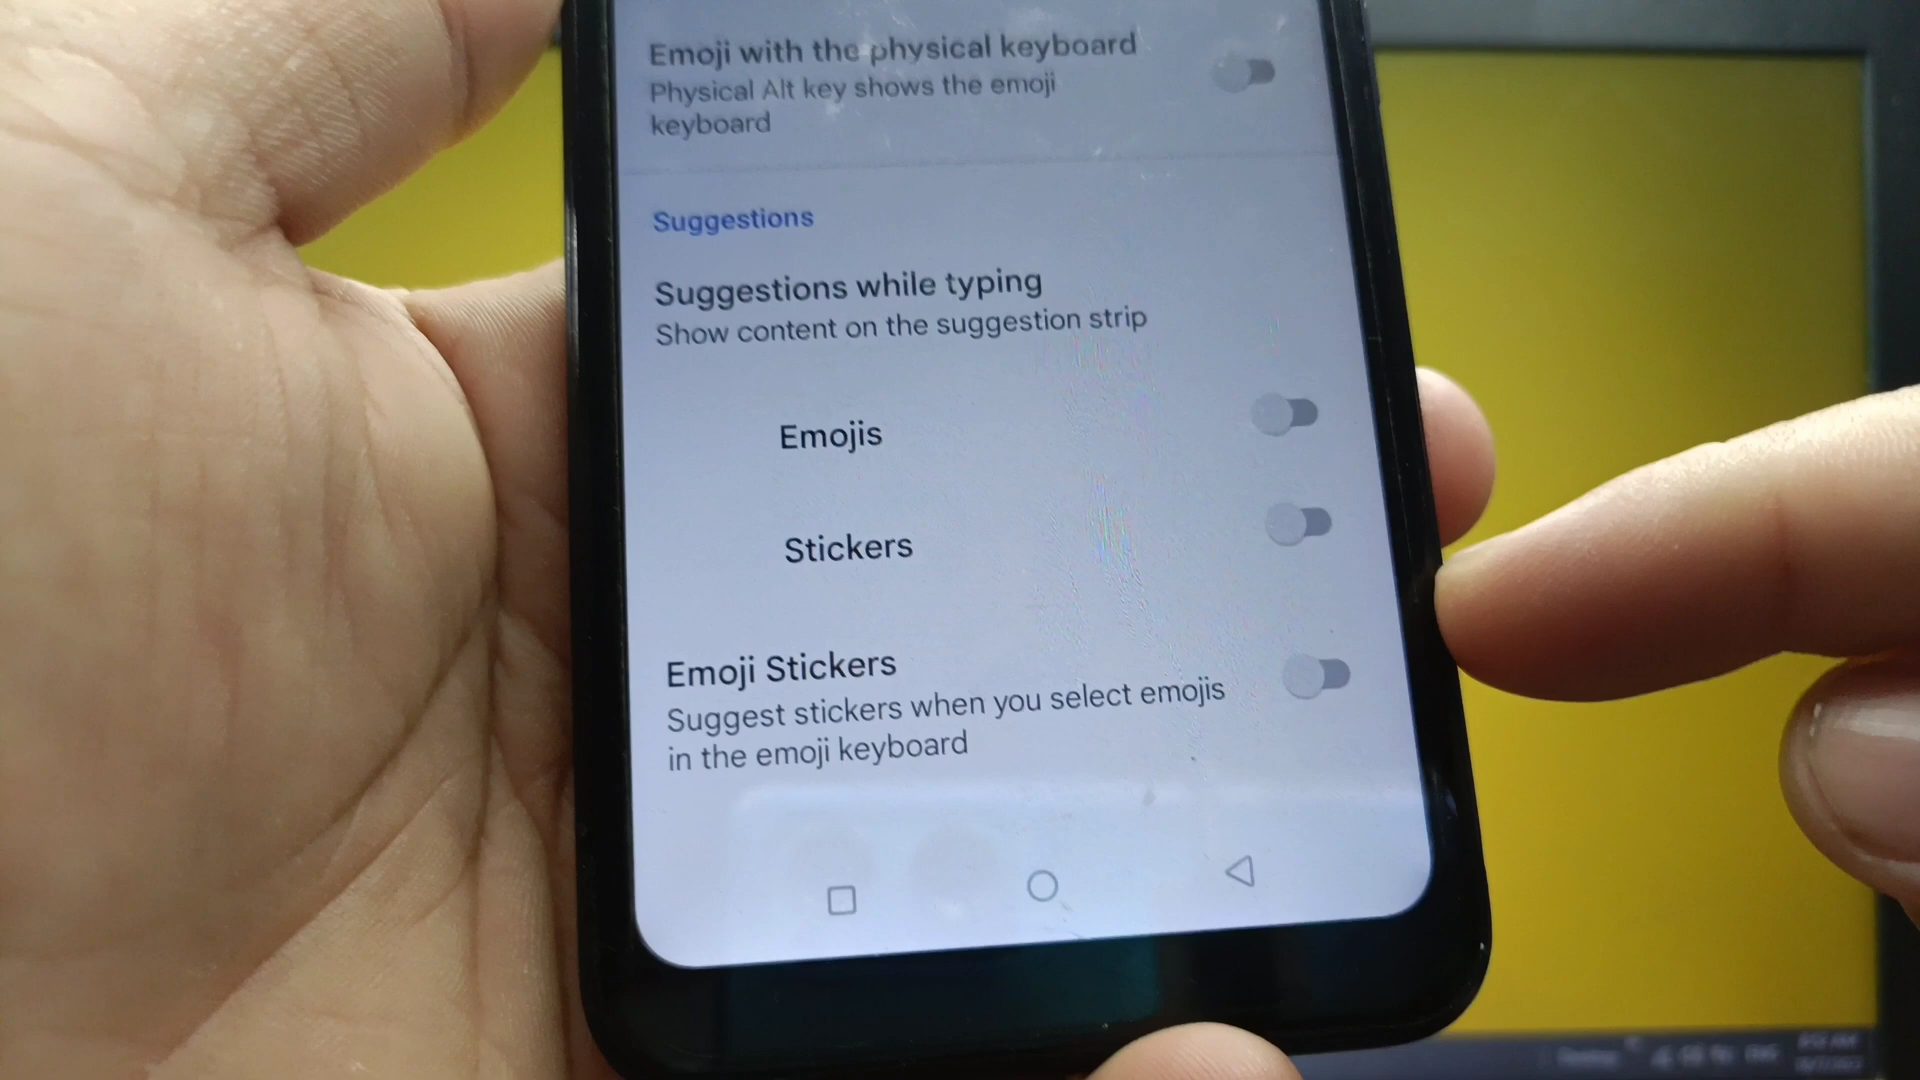 Emoji with the physical keyboard
Physical Alt key shows the emoji
keyboard
Suggestions
Suggestions while typing
Show content on the suggestion strip
Emojis
Stickers
Emoji Stickers
Suggest stickers when you select emojis
in the emoji keyboard